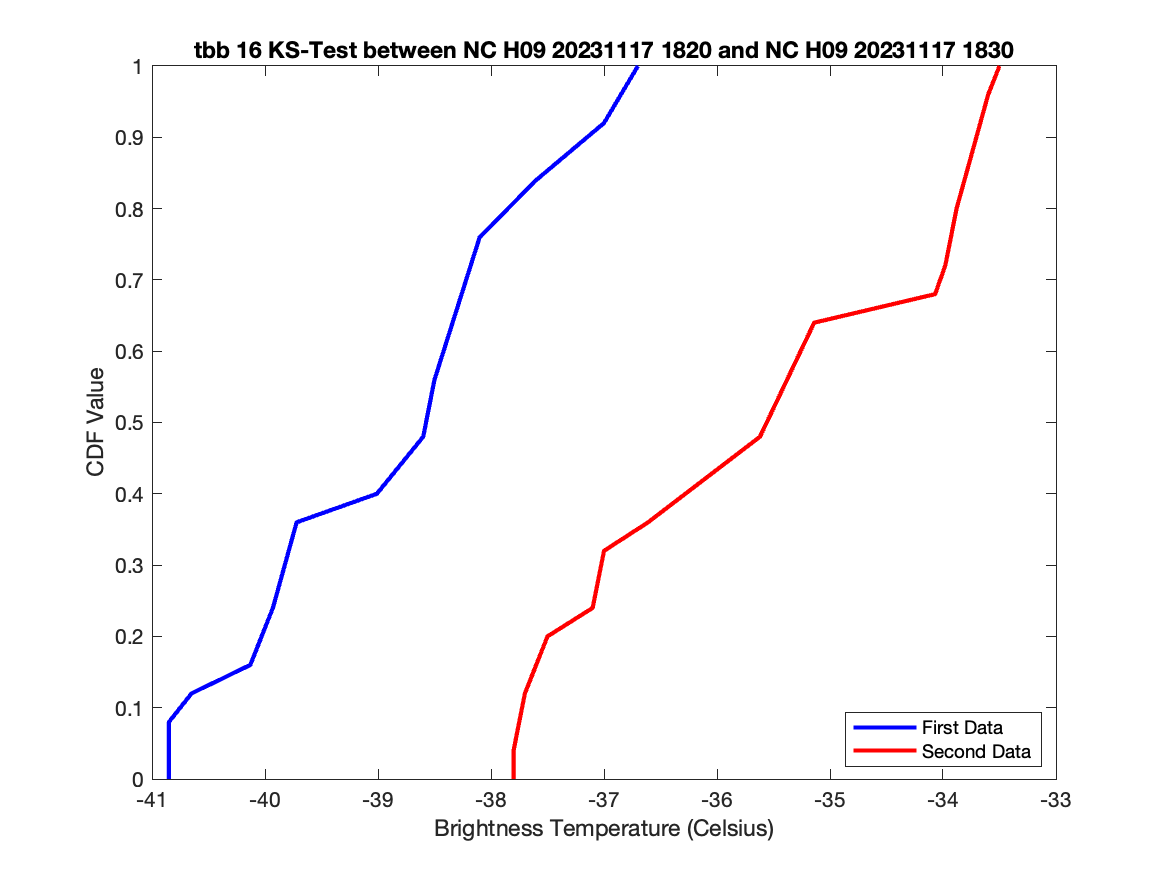 tbb 16 KS-Test between NC H09 20231117 1820 and NC H09 20231117 1830
1
0.9
0.8
0.7
0.6
0.5
0.4
0.3
0.2
0.1
0
CDF Value
First Data
Second Data
-41 -40 -39 -38 -37 -36 -35 -34 -33
Brightness Temperature (Celsius)